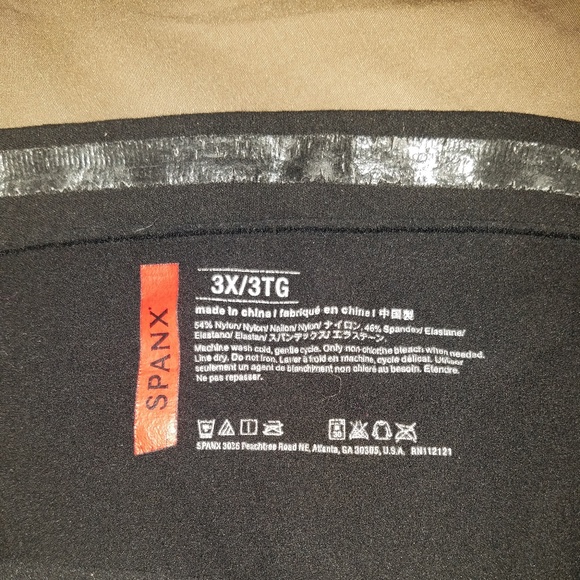 SPANX
3X/3TG
made in china / fabriqué en chine / 中国製
54% Nylon/ Nylon/ Nailon/ Nylon/ ナイロン, 46% Spandex/ Elastane/
Elastano/ Elastan/ スパンデックス/ エラステーン.
Machine wash cold, gentle cycle. Only non-chlorine bleach when needed.
Line dry. Do not iron. Laver à froid en machine, cycle délicat. Utiliser
seulement un agent de blanchiment non chloré au besoin. Étendre.
Ne pas repasser.
SPANX 3035 Peachtree Road NE, Atlanta, GA 30305, U.S.A. RN112121